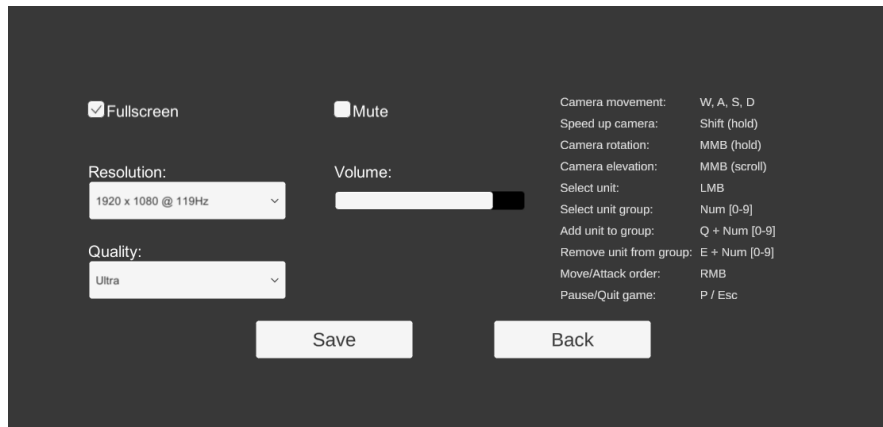 Fullscreen
Mute
Resolution:
1920 x 1080 @ 119Hz
Volume:
Quality:
Ultra
Camera movement: W, A, S, D
Speed up camera: Shift (hold)
Camera rotation: MMB (hold)
Camera elevation: MMB (scroll)
Select unit: LMB
Select unit group: Num [0-9]
Add unit to group: Q + Num [0-9]
Remove unit from group: E + Num [0-9]
Move/Attack order: RMB
Pause/Quit game: P / Esc
Save
Back